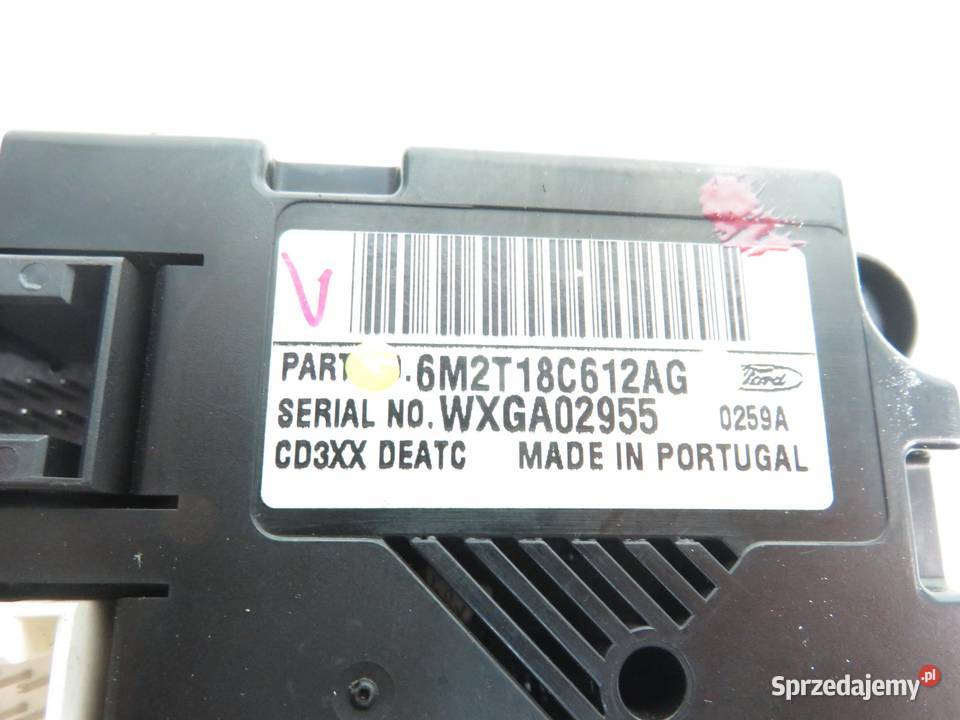 V
PART .6M2T18C612AG Ford
SERIAL NO. WXGA02955 0259A
CD3XX DEATC MADE IN PORTUGAL
Sprzedajemy.pl